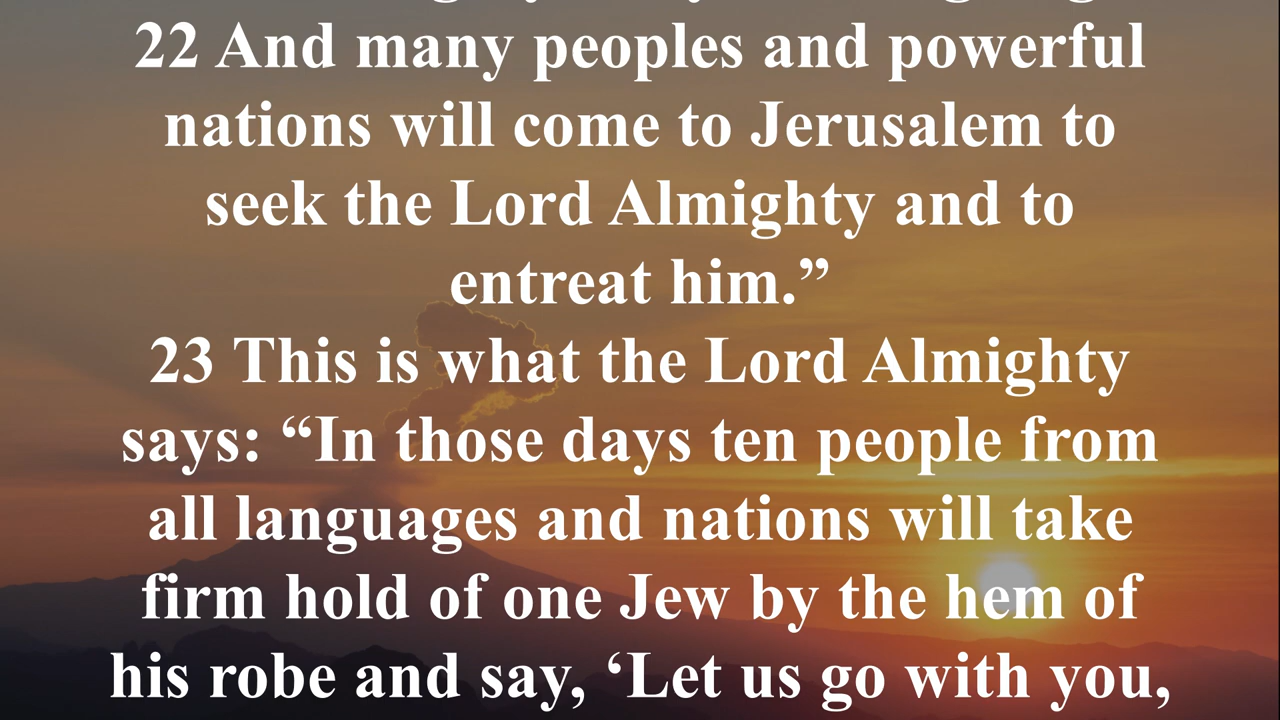 22 And many peoples and powerful
nations will come to Jerusalem to
seek the Lord Almighty and to
entreat him.”
23 This is what the Lord Almighty
says: “In those days ten people from
all languages and nations will take
firm hold of one Jew by the hem of
his robe and say, ‘Let us go with you,